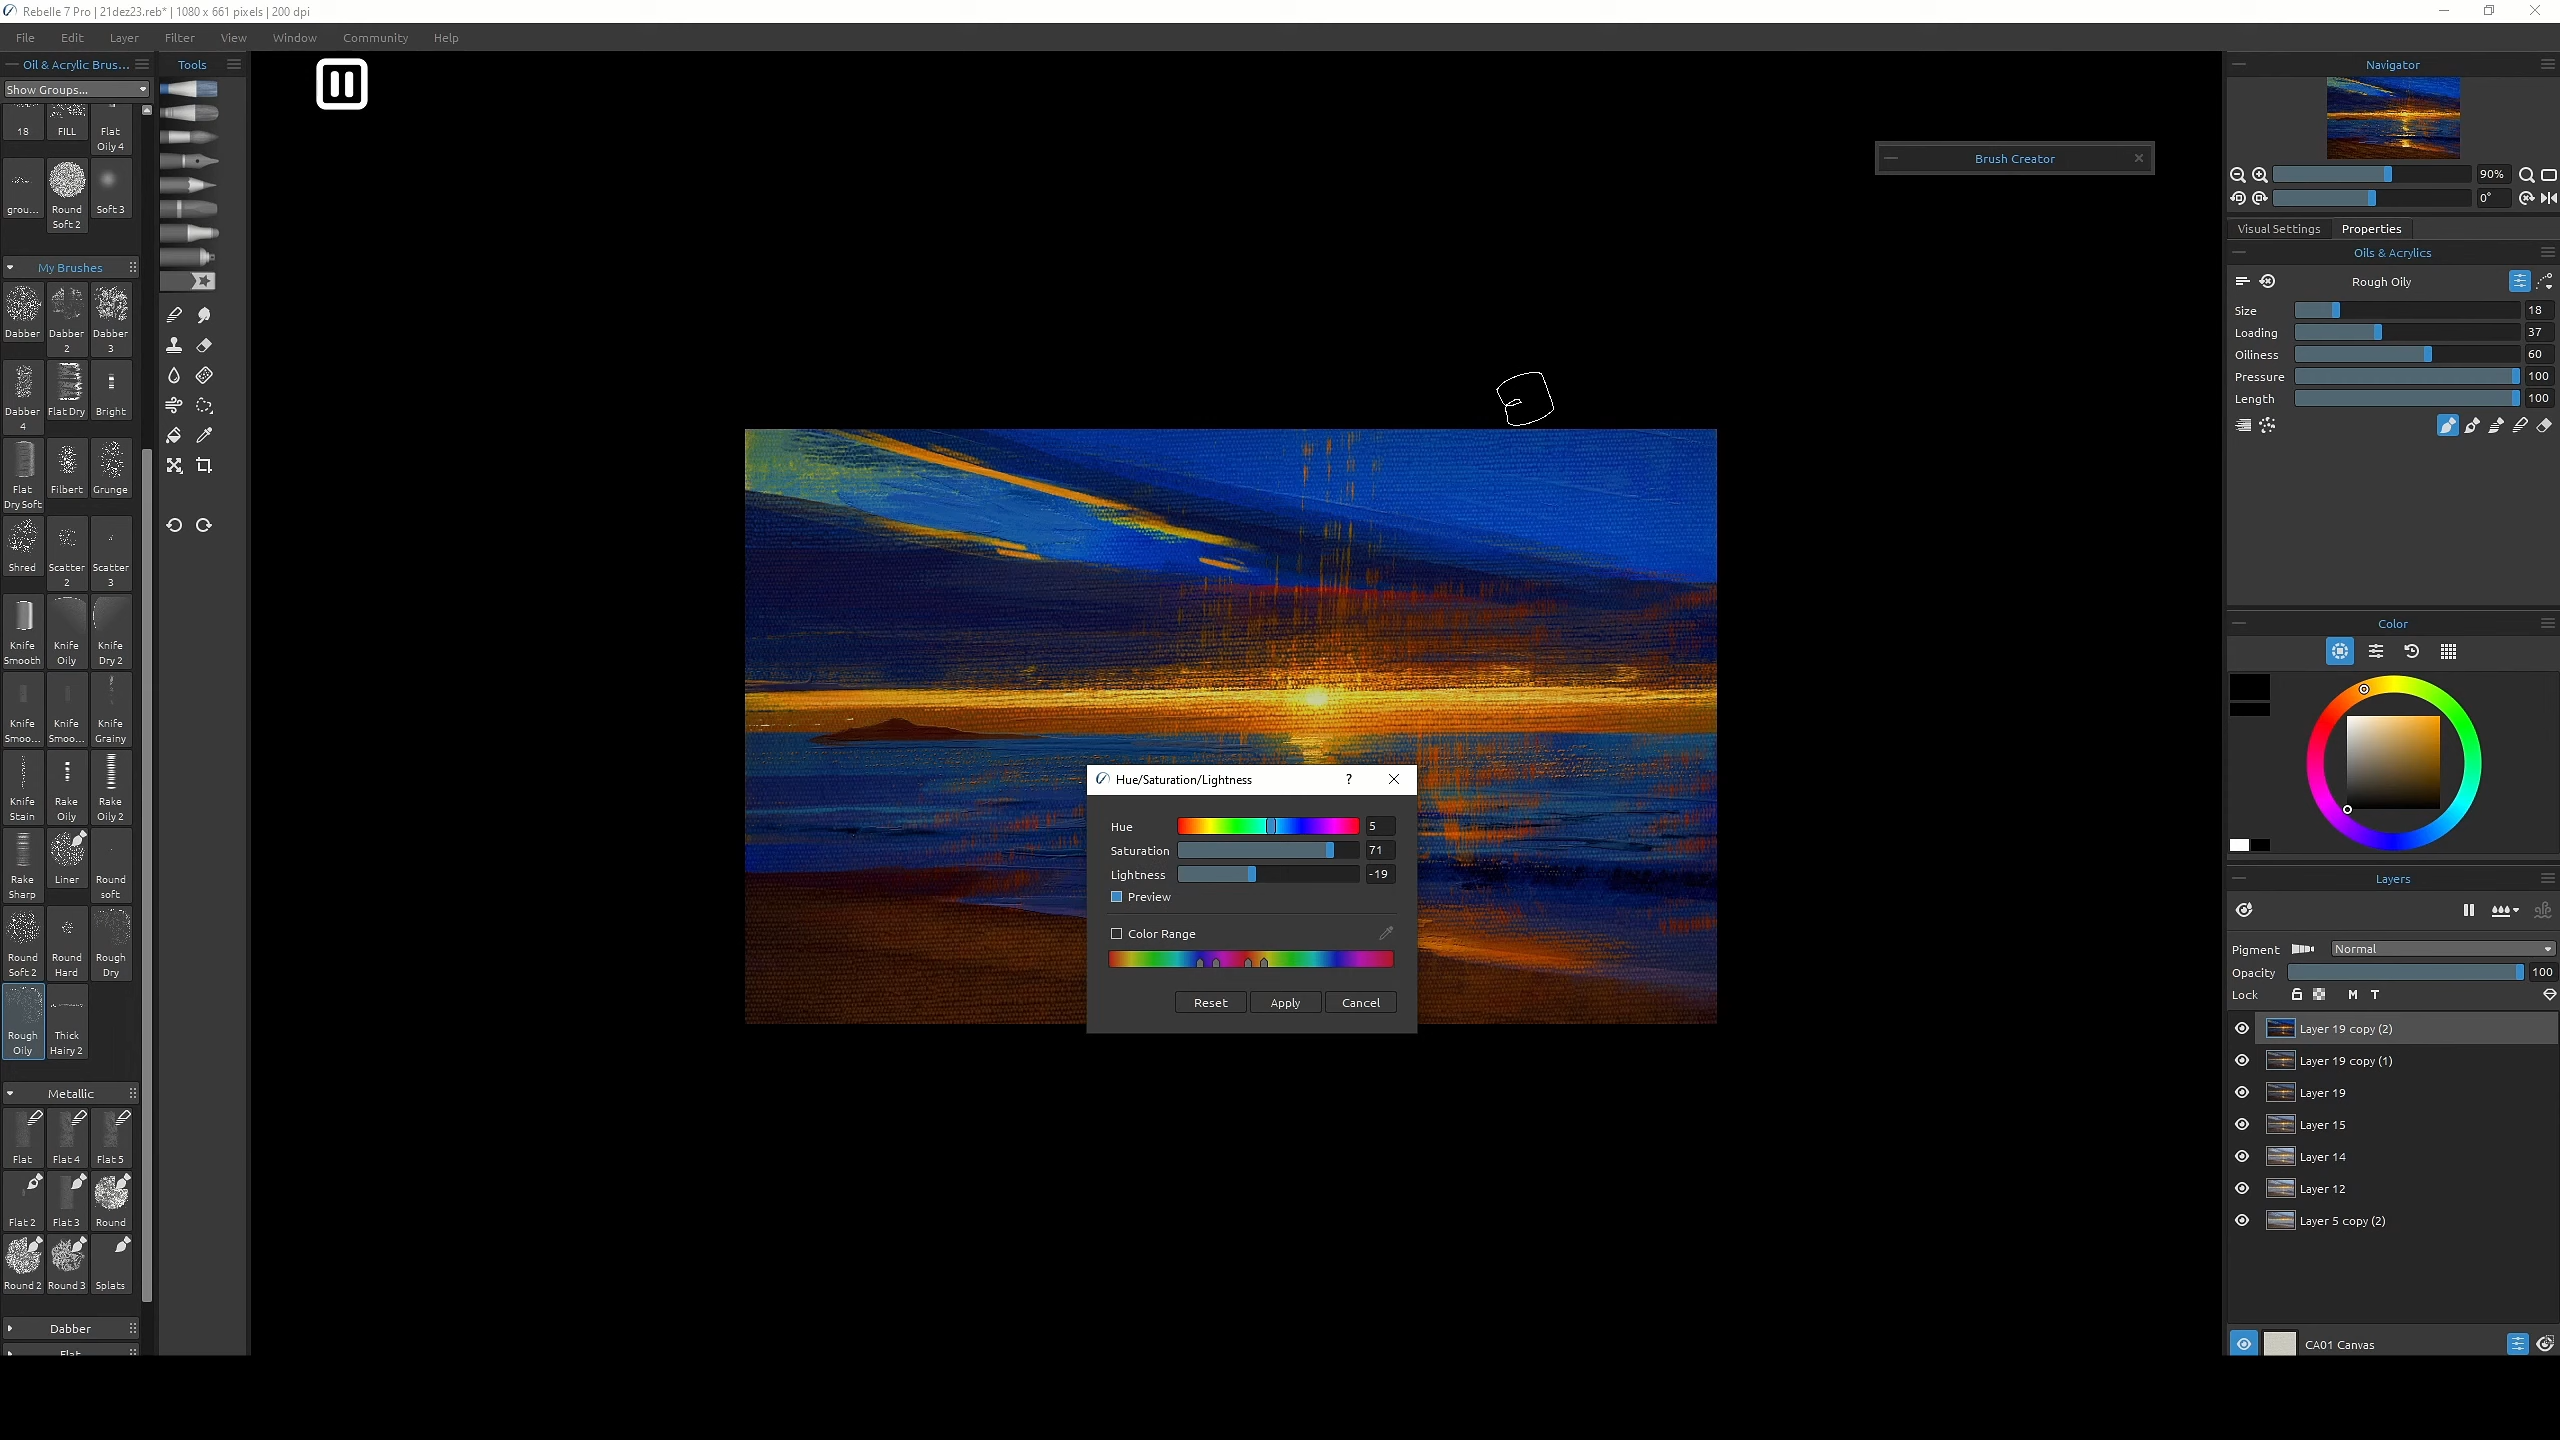 Rebelle 7 Pro | 21dez23.reb* | 1080 x 661 pixels | 200 dpi
File Edit Layer Filter View Window Community Help
Oil & Acrylic Brus...
Show Groups...
18 FILL Flat Oily 4
grou... Round Soft 2 Soft 3
My Brushes
Dabber Dabber 2 Dabber 3
Dabber 4 Flat Dry Bright
Flat Dry Soft Filbert Grunge
Shred Scatter 2 Scatter 3
Knife Smooth Knife Oily Knife Dry 2
Knife Smoo... Knife Smoo... Knife Grainy
Knife Stain Rake Oily Rake Oily 2
Rake Sharp Liner Round soft
Round Soft 2 Round Hard Rough Dry
Rough Oily Thick Hairy 2
Metallic
Flat Flat 4 Flat 5
Flat 2 Flat 3 Round
Round 2 Round 3 Splats
Dabber
Flat
Tools
Brush Creator
Hue/Saturation/Lightness ?
Hue 5
Saturation 71
Lightness -19
Preview
Color Range
Reset Apply Cancel
Navigator
90%
0°
Visual Settings Properties
Oils & Acrylics
Rough Oily
Size 18
Loading 37
Oiliness 60
Pressure 100
Length 100
Color
Layers
Pigment Normal
Opacity 100
Lock M T
Layer 19 copy (2)
Layer 19 copy (1)
Layer 19
Layer 15
Layer 14
Layer 12
Layer 5 copy (2)
CA01 Canvas